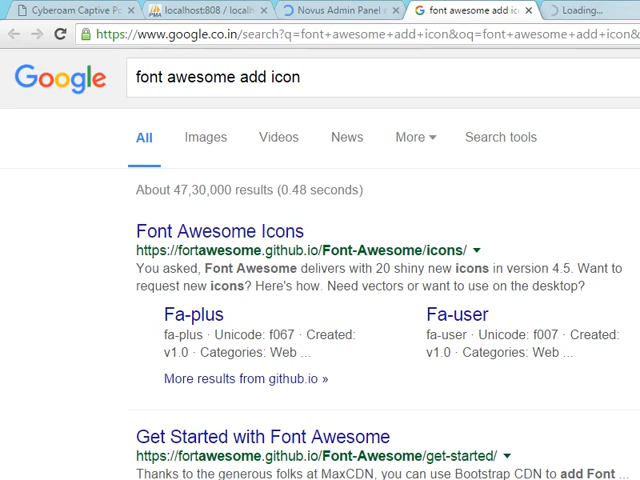 Cyberoam Captive Po
localhost:808 / localh
Novus Admin Panel a
font awesome add ico
Loading...
https://www.google.co.in/search?q=font+awesome+add+icon&oq=font+awesome+add+icon&
Google
font awesome add icon
All
Images
Videos
News
More
Search tools
About 47,30,000 results (0.48 seconds)
Font Awesome Icons
https://fortawesome.github.io/Font-Awesome/icons/
You asked, Font Awesome delivers with 20 shiny new icons in version 4.5. Want to
request new icons? Here's how. Need vectors or want to use on the desktop?
Fa-plus
fa-plus · Unicode: f067 · Created:
v1.0 · Categories: Web ...
Fa-user
fa-user · Unicode: f007 · Created:
v1.0 · Categories: Web ...
More results from github.io »
Get Started with Font Awesome
https://fortawesome.github.io/Font-Awesome/get-started/
Thanks to the generous folks at MaxCDN, you can use Bootstrap CDN to add Font ...